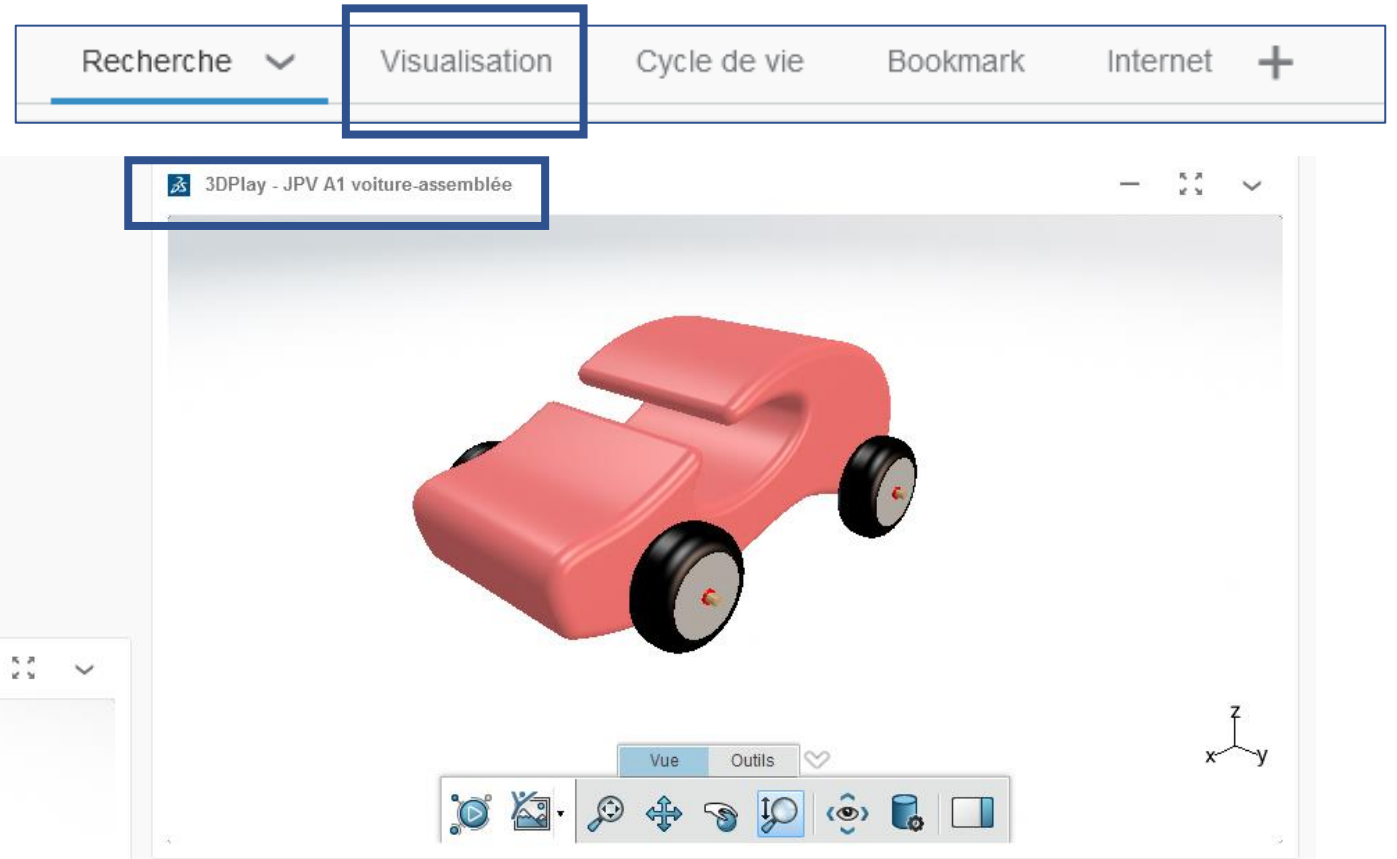 Recherche Visualisation Cycle de vie Bookmark Internet
3DPlay - JPV A1 voiture-assemblée
z
x y
Vue Outils